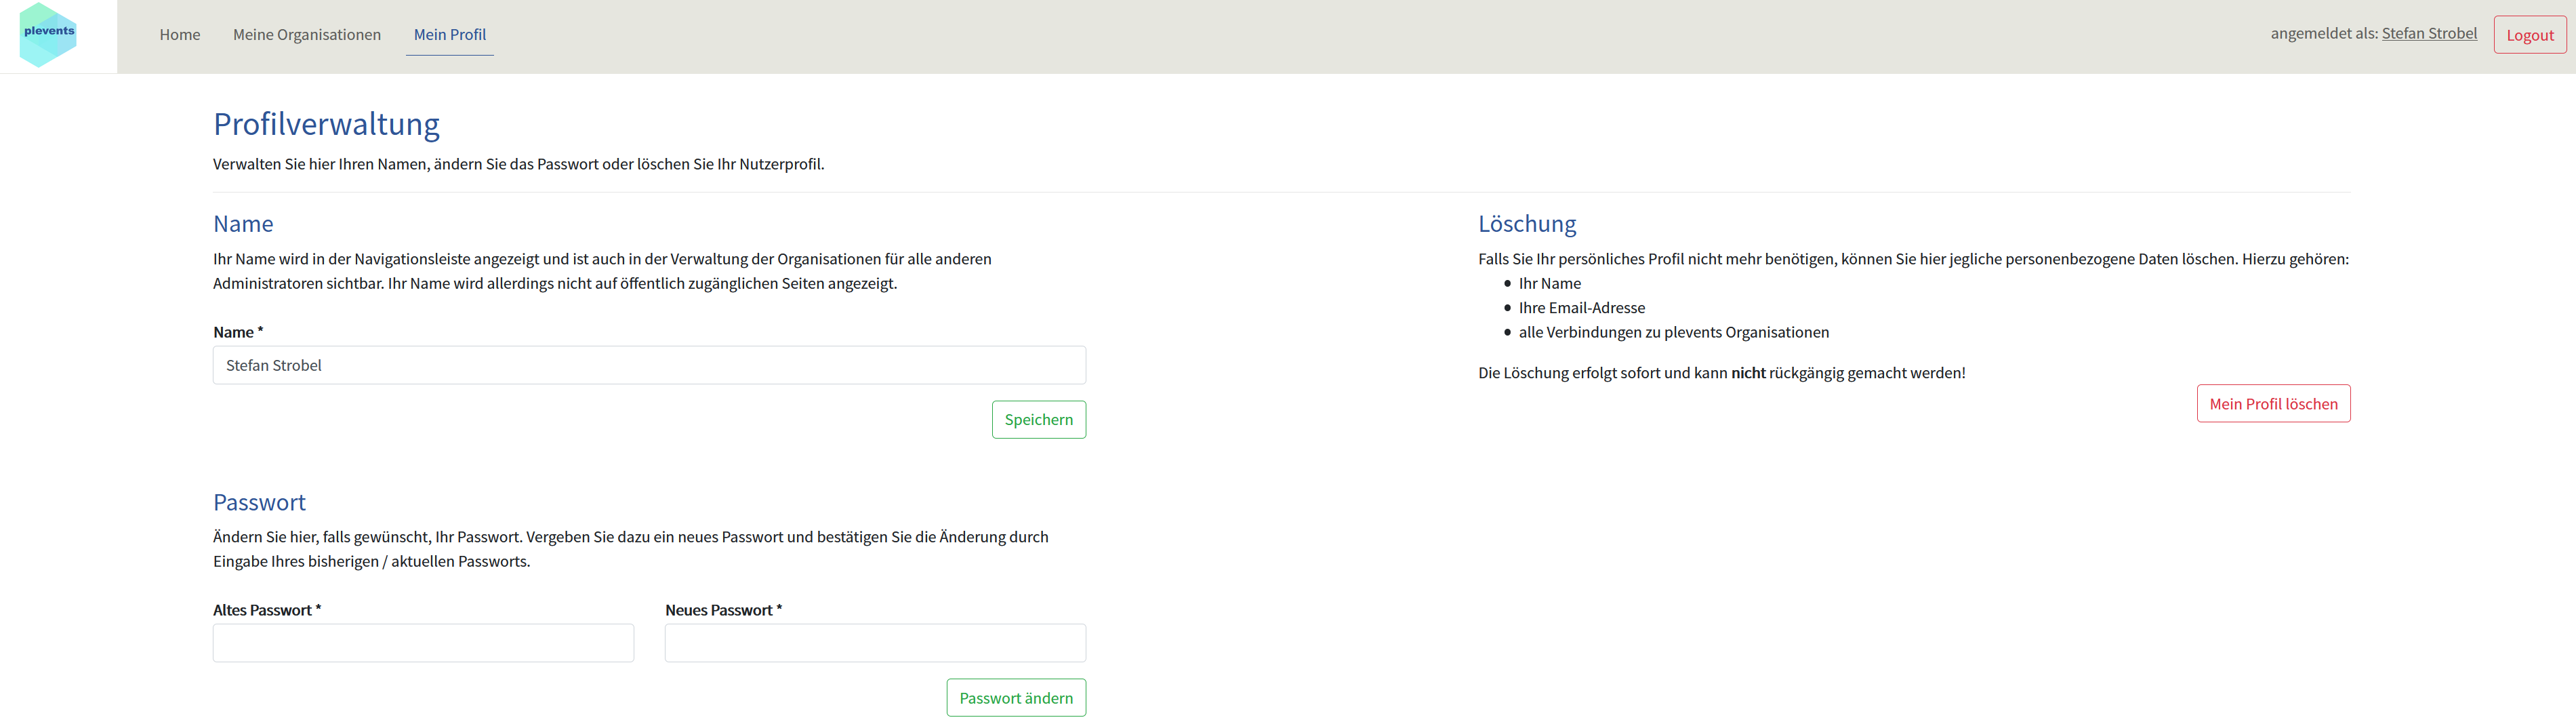 plevents
Home
Meine Organisationen
Mein Profil
angemeldet als: Stefan Strobel
Logout
Profilverwaltung
Verwalten Sie hier Ihren Namen, ändern Sie das Passwort oder löschen Sie Ihr Nutzerprofil.
Name
Ihr Name wird in der Navigationsleiste angezeigt und ist auch in der Verwaltung der Organisationen für alle anderen
Administratoren sichtbar. Ihr Name wird allerdings nicht auf öffentlich zugänglichen Seiten angezeigt.
Name *
Stefan Strobel
Speichern
Passwort
Ändern Sie hier, falls gewünscht, Ihr Passwort. Vergeben Sie dazu ein neues Passwort und bestätigen Sie die Änderung durch
Eingabe Ihres bisherigen / aktuellen Passworts.
Altes Passwort *
Neues Passwort *
Passwort ändern
Löschung
Falls Sie Ihr persönliches Profil nicht mehr benötigen, können Sie hier jegliche personenbezogene Daten löschen. Hierzu gehören:
• Ihr Name
• Ihre Email-Adresse
• alle Verbindungen zu plevents Organisationen
Die Löschung erfolgt sofort und kann nicht rückgängig gemacht werden!
Mein Profil löschen